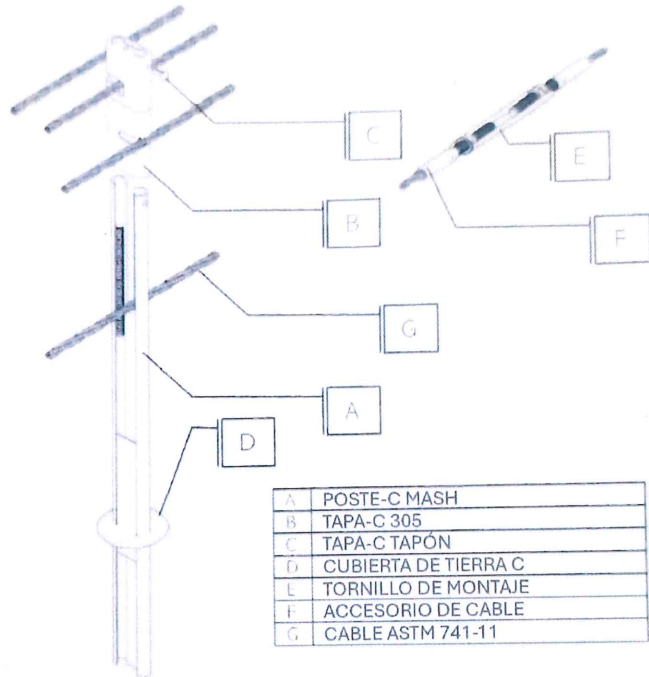 C
E
B
F
G
A
D
A POSTE-C MASH
B TAPA-C 305
C TAPA-C TAPÓN
D CUBIERTA DE TIERRA C
E TORNILLO DE MONTAJE
F ACCESORIO DE CABLE
G CABLE ASTM 741-11